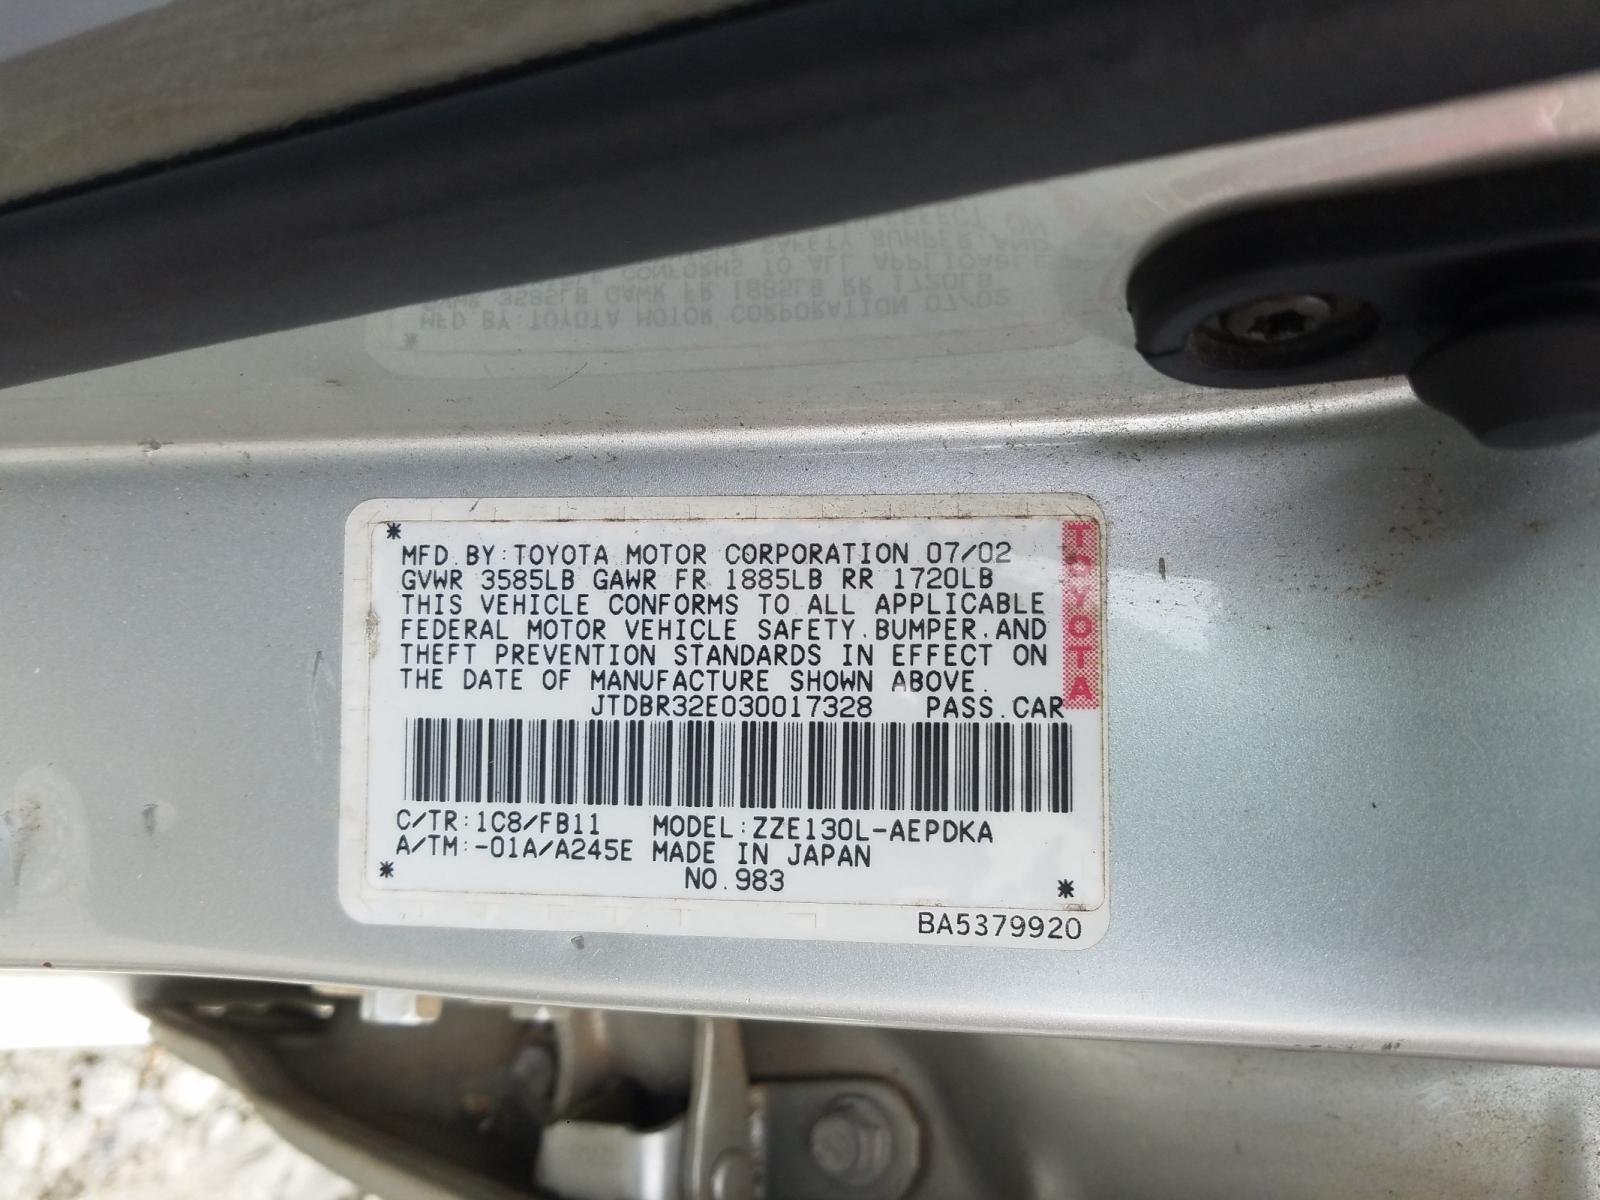 *
MFD.BY:TOYOTA MOTOR CORPORATION 07/02
GVWR 3585LB GAWR FR 1885LB RR 1720LB
THIS VEHICLE CONFORMS TO ALL APPLICABLE
FEDERAL MOTOR VEHICLE SAFETY.BUMPER.AND
THEFT PREVENTION STANDARDS IN EFFECT ON
THE DATE OF MANUFACTURE SHOWN ABOVE.
JTDBR32E030017328 PASS.CAR
TOYOTA
C/TR:1C8/FB11 MODEL:ZZE130L-AEPDKA
A/TM:-01A/A245E MADE IN JAPAN
* NO.983 *
BA5379920